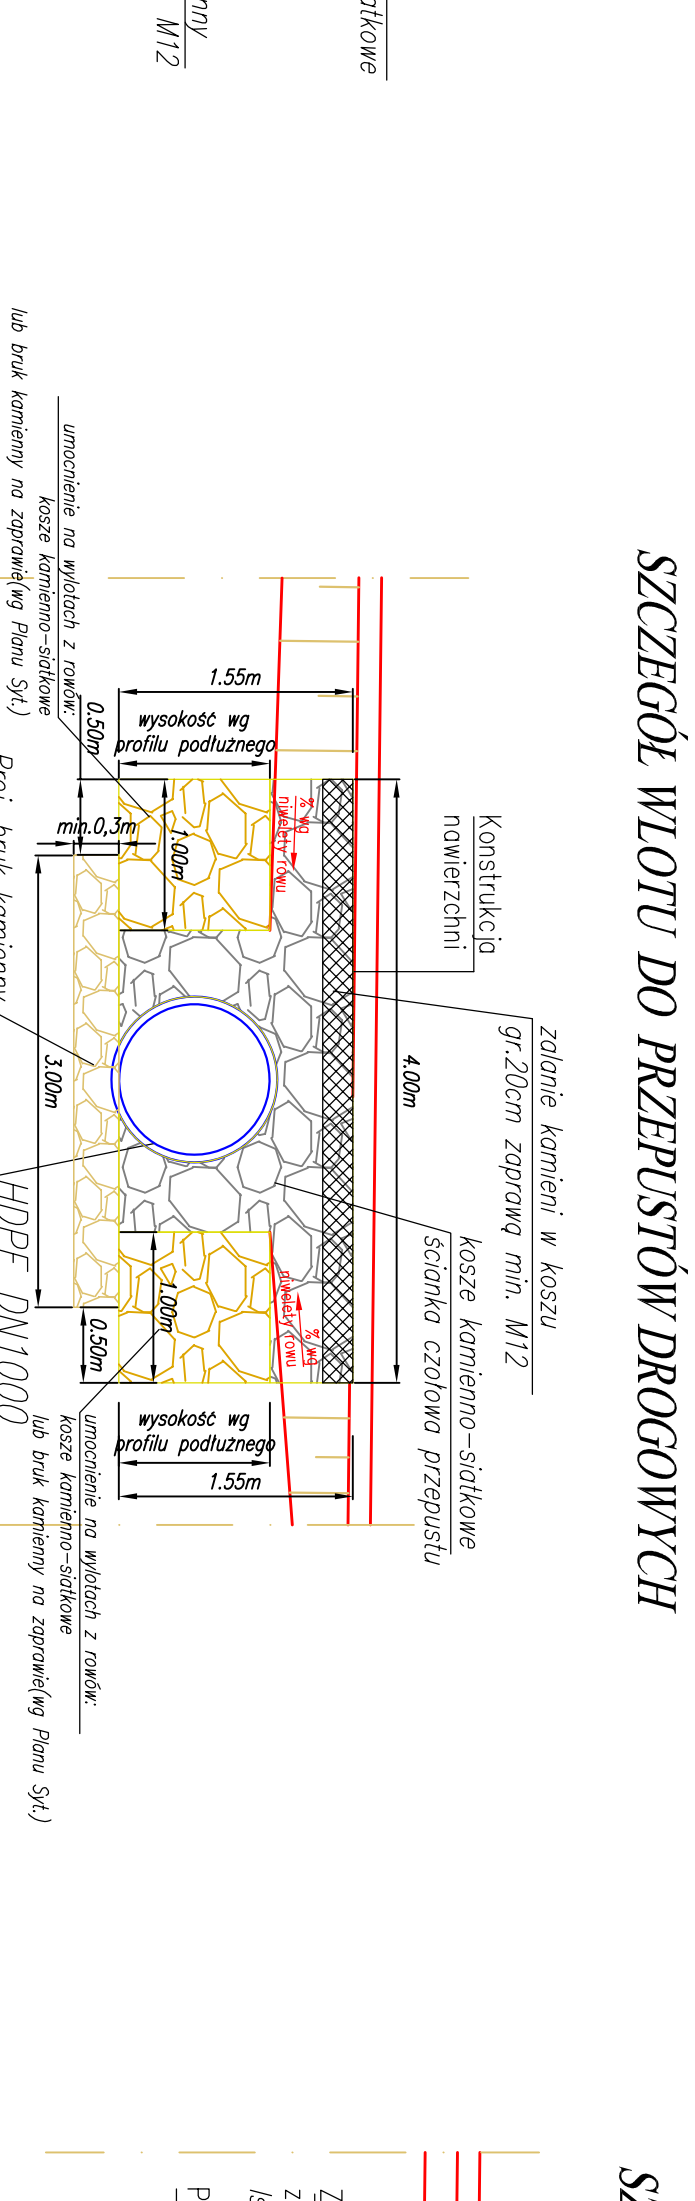 SZCZEGÓŁ WLOTU DO PRZEPUSTÓW DROGOWYCH
zalanie kamieni w koszu
gr.20cm zaprawą min. M12
Konstrukcja
nawierzchni
kosze kamienno-siatkowe
ścianka czołowa przepustu
4.00m
1.55m
wysokość wg
profilu podłużnego
% wg
niwelety rowu
1.00m
0.50m
min.0,3m
3.00m
% wg
niwelety rowu
1.00m
0.50m
wysokość wg
profilu podłużnego
1.55m
umocnienie na wylotach z rowów:
kosze kamienno-siatkowe
lub bruk kamienny na zaprawie(wg Planu Syt.)
umocnienie na wylotach z rowów:
kosze kamienno-siatkowe
lub bruk kamienny na zaprawie(wg Planu Syt.)
Proj. bruk kamienny
HDPE DN1000
M12